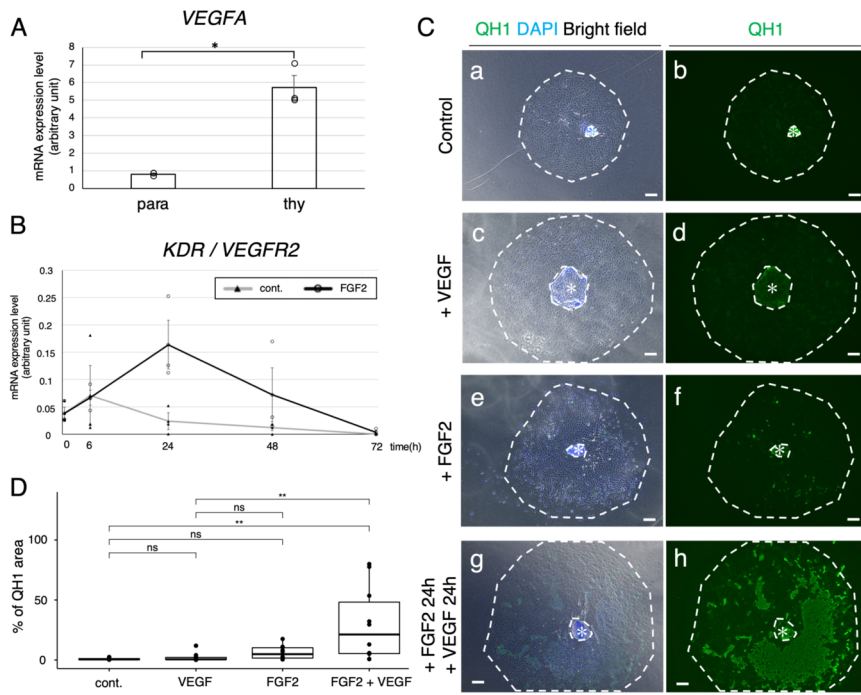 A
VEGFA
*
mRNA expression level
(arbitrary unit)
8
7
6
5
4
3
2
1
0
para
thy
B
KDR / VEGFR2
cont.
FGF2
mRNA expression level
(arbitrary unit)
0.3
0.25
0.2
0.15
0.1
0.05
0
0
6
24
48
72
time(h)
D
**
ns
**
ns
ns
% of QH1 area
100
50
0
cont.
VEGF
FGF2
FGF2 + VEGF
C
QH1 DAPI Bright field
QH1
Control
a
*
b
*
+ VEGF
c
*
d
*
+ FGF2
e
*
f
*
+ FGF2 24h
+ VEGF 24h
g
*
h
*